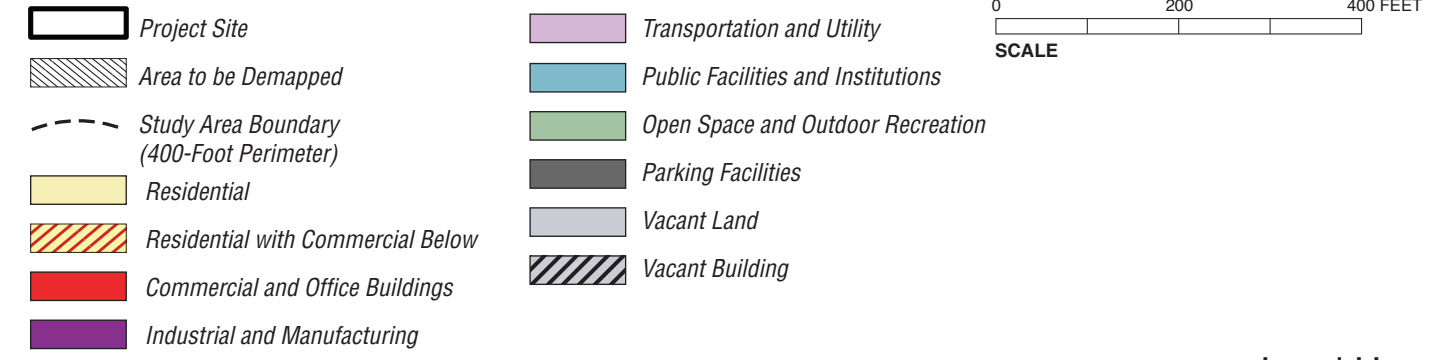 Project Site
Area to be Demapped
Study Area Boundary
(400-Foot Perimeter)
Residential
Residential with Commercial Below
Commercial and Office Buildings
Industrial and Manufacturing
Transportation and Utility
Public Facilities and Institutions
Open Space and Outdoor Recreation
Parking Facilities
Vacant Land
Vacant Building
0 200 400 FEET
SCALE